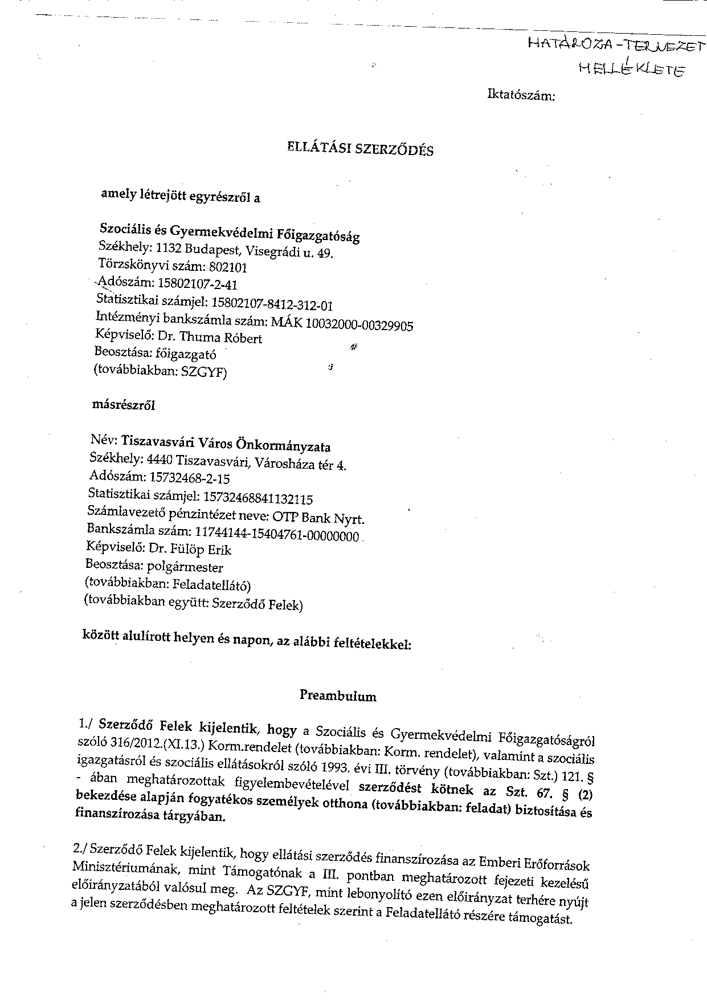 HATÁROZA-TERVEZET
MELLÉKLETE
Iktatószám:
ELLÁTÁSI SZERZŐDÉS
amely létrejött egyrészről a
Szociális és Gyermekvédelmi Főigazgatóság
Székhely: 1132 Budapest, Visegrádi u. 49.
Törzskönyvi szám: 802101
Adószám: 15802107-2-41
Statisztikai számjel: 15802107-8412-312-01
Intézményi bankszámla szám: MÁK 10032000-00329905
Képviselő: Dr. Thuma Róbert
Beosztása: főigazgató
(továbbiakban: SZGYF)
másrészről
Név: Tiszavasvári Város Önkormányzata
Székhely: 4440 Tiszavasvári, Városháza tér 4.
Adószám: 15732468-2-15
Statisztikai számjel: 15732468841132115
Számlavezető pénzintézet neve: OTP Bank Nyrt.
Bankszámla szám: 11744144-15404761-00000000
Képviselő: Dr. Fülöp Erik
Beosztása: polgármester
(továbbiakban: Feladatellátó)
(továbbiakban együtt: Szerződő Felek)
között alulírott helyen és napon, az alábbi feltételekkel:
Preambulum
1./ Szerződő Felek kijelentik, hogy a Szociális és Gyermekvédelmi Főigazgatóságról
szóló 316/2012.(XI.13.) Korm.rendelet (továbbiakban: Korm. rendelet), valamint a szociális
igazgatásról és szociális ellátásokról szóló 1993. évi III. törvény (továbbiakban: Szt.) 121. §
- ában meghatározottak figyelembevételével szerződést kötnek az Szt. 67. § (2)
bekezdése alapján fogyatékos személyek otthona (továbbiakban: feladat) biztosítása és
finanszírozása tárgyában.
2./ Szerződő Felek kijelentik, hogy ellátási szerződés finanszírozása az Emberi Erőforrások
Minisztériumának, mint Támogatónak a III. pontban meghatározott fejezeti kezelésű
előirányzatából valósul meg. Az SZGYF, mint lebonyolító ezen előirányzat terhére nyújt
a jelen szerződésben meghatározott feltételek szerint a Feladatellátó részére támogatást.